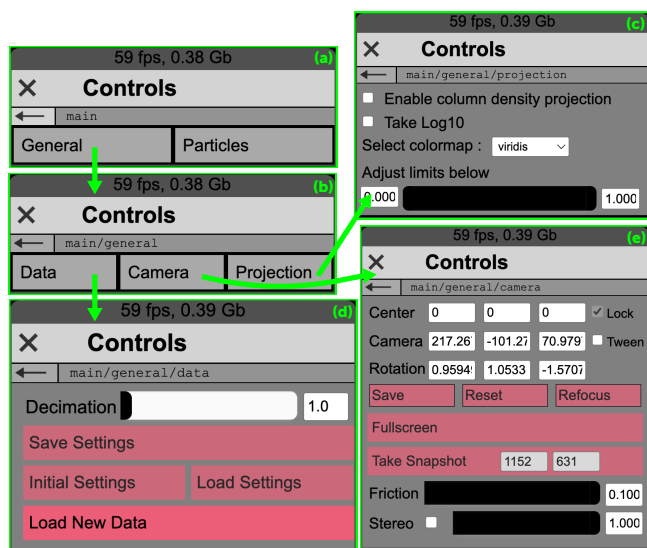 59 fps, 0.38 Gb (a)
Controls
main
General Particles
59 fps, 0.38 Gb (b)
Controls
main/general
Data Camera Projection
59 fps, 0.39 Gb (d)
Controls
main/general/data
Decimation 1.0
Save Settings
Initial Settings Load Settings
Load New Data
59 fps, 0.39 Gb (c)
Controls
main/general/projection
Enable column density projection
Take Log10
Select colormap : viridis
Adjust limits below
0.000 1.000
59 fps, 0.39 Gb (e)
Controls
main/general/camera
Center 0 0 0 Lock
Camera 217.26 -101.27 70.979 Tween
Rotation 0.9594 1.0533 -1.5707
Save Reset Refocus
Fullscreen
Take Snapshot 1152 631
Friction 0.100
Stereo 1.000